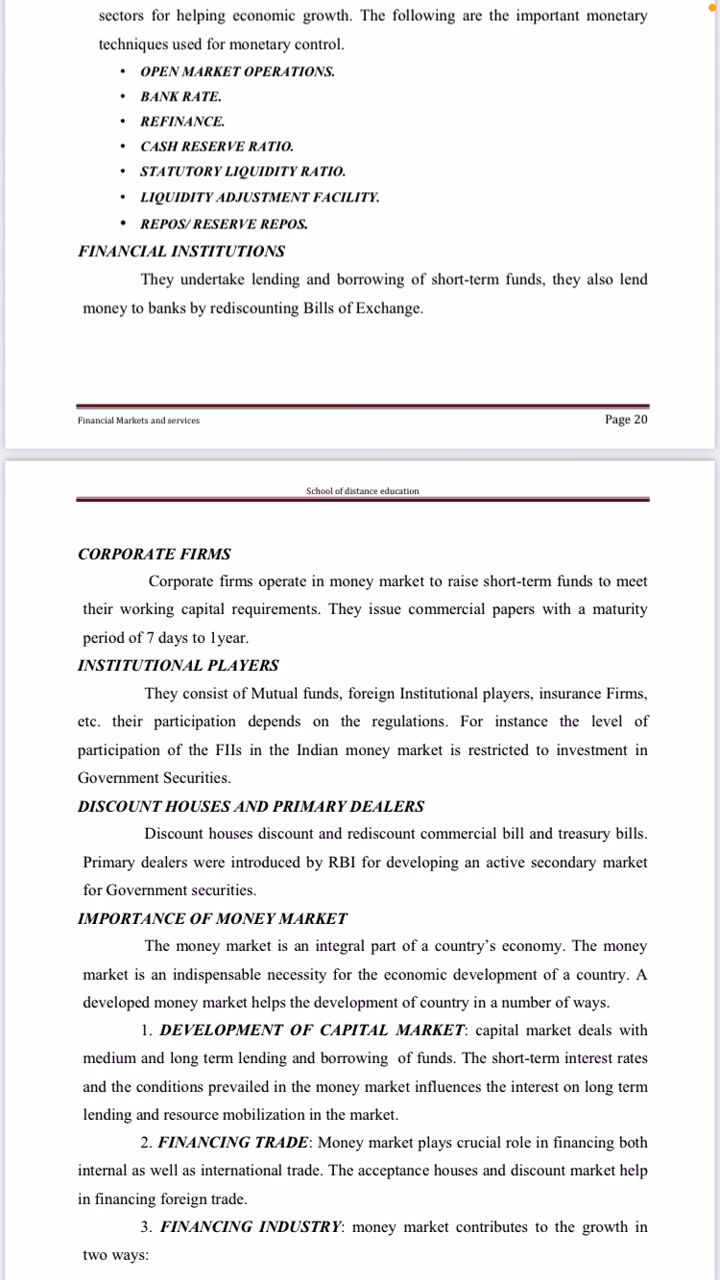 sectors for helping economic growth. The following are the important monetary
techniques used for monetary control.
• OPEN MARKET OPERATIONS.
• BANK RATE.
• REFINANCE.
• CASH RESERVE RATIO.
• STATUTORY LIQUIDITY RATIO.
• LIQUIDITY ADJUSTMENT FACILITY.
• REPOS/ RESERVE REPOS.
FINANCIAL INSTITUTIONS
They undertake lending and borrowing of short-term funds, they also lend
money to banks by rediscounting Bills of Exchange.
Financial Markets and services Page 20
School of distance education
CORPORATE FIRMS
Corporate firms operate in money market to raise short-term funds to meet
their working capital requirements. They issue commercial papers with a maturity
period of 7 days to 1year.
INSTITUTIONAL PLAYERS
They consist of Mutual funds, foreign Institutional players, insurance Firms,
etc. their participation depends on the regulations. For instance the level of
participation of the FIIs in the Indian money market is restricted to investment in
Government Securities.
DISCOUNT HOUSES AND PRIMARY DEALERS
Discount houses discount and rediscount commercial bill and treasury bills.
Primary dealers were introduced by RBI for developing an active secondary market
for Government securities.
IMPORTANCE OF MONEY MARKET
The money market is an integral part of a country's economy. The money
market is an indispensable necessity for the economic development of a country. A
developed money market helps the development of country in a number of ways.
1. DEVELOPMENT OF CAPITAL MARKET: capital market deals with
medium and long term lending and borrowing of funds. The short-term interest rates
and the conditions prevailed in the money market influences the interest on long term
lending and resource mobilization in the market.
2. FINANCING TRADE: Money market plays crucial role in financing both
internal as well as international trade. The acceptance houses and discount market help
in financing foreign trade.
3. FINANCING INDUSTRY: money market contributes to the growth in
two ways: